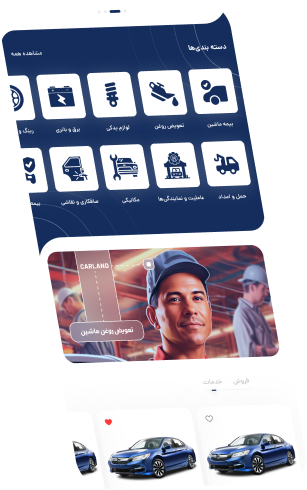 دسته بندی‌ها
مشاهده همه
بیمه ماشین
تعویض روغن
لوازم یدکی
برق و باتری
رینگ و
حمل و امداد
عاملیت و نمایندگی‌ها
مکانیکی
صافکاری و نقاشی
بیمه
CARLAND
تعویض روغن ماشین
فروش
خدمات